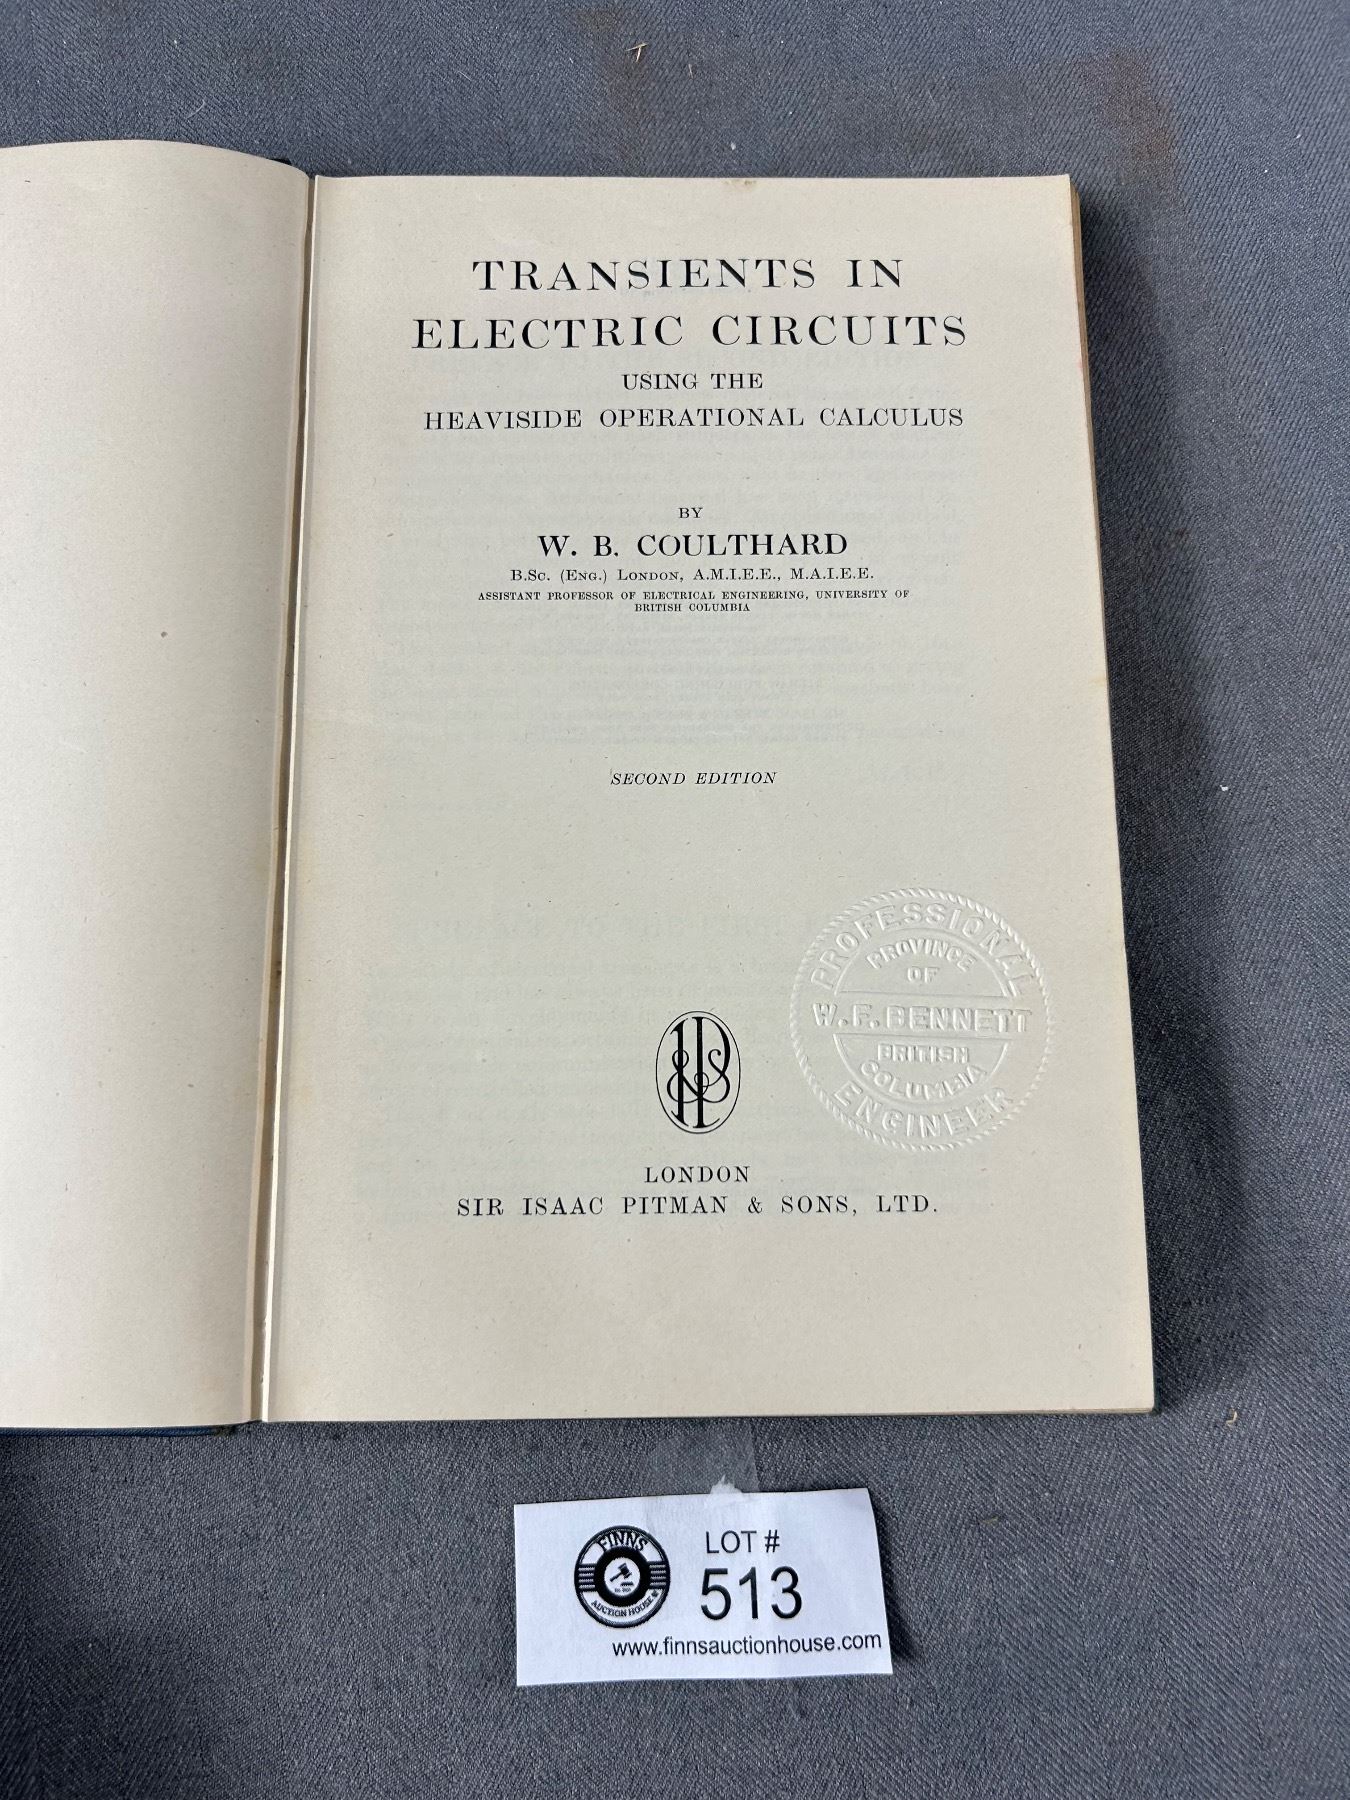 TRANSIENTS IN
ELECTRIC CIRCUITS
USING THE
HEAVISIDE OPERATIONAL CALCULUS
BY
W. B. COULTHARD
B.Sc. (Eng.) London, A.M.I.E.E., M.A.I.E.E.
ASSISTANT PROFESSOR OF ELECTRICAL ENGINEERING, UNIVERSITY OF
BRITISH COLUMBIA
SECOND EDITION
PROFESSIONAL
PROVINCE
OF
W. F. BENNETT
BRITISH
COLUMBIA
ENGINEER
LONDON
SIR ISAAC PITMAN & SONS, LTD.
FINNS
AUCTION HOUSE
LOT #
513
www.finnsauctionhouse.com